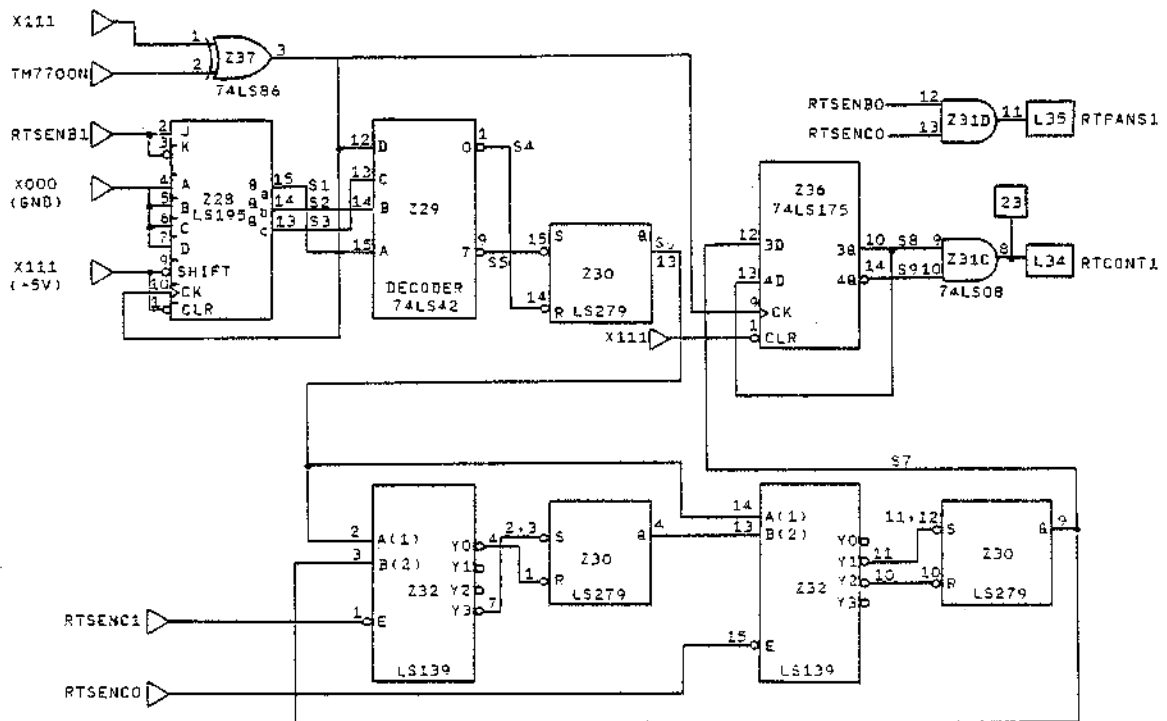 X111
1
Z37
3
TM7700N
2
74LS86
RTSENB1
2
J
3
K
X000
(GND)
4
A
5
B
6
C
7
D
Z28
LS195
Q
a
15
S1
Q
b
14
S2
Q
c
13
S3
X111
(+5V)
9
SHIFT
10
CK
1
CLR
12
D
13
C
14
B
15
A
Z29
DECODER
74LS42
0
1
S4
7
9
S5
15
S
Q
S6
13
Z30
14
R
LS279
RTSENB0
12
RTSENC0
13
Z31D
11
L35
RTFANS1
Z36
74LS175
12
3D
3Q
10
S8
9
13
4D
4Q
14
S9
10
Z31C
8
74LS08
23
L34
RTCONT1
9
CK
X111
1
CLR
S7
2
A(1)
3
B(2)
Y0
4
Y1
Y2
Y3
7
Z32
1
E
LS139
2,3
S
Q
4
Z30
1
R
LS279
14
A(1)
13
B(2)
Y0
Y1
11
Y2
10
Y3
Z32
15
E
LS139
11,12
S
Q
9
Z30
10
R
LS279
RTSENC1
RTSENC0